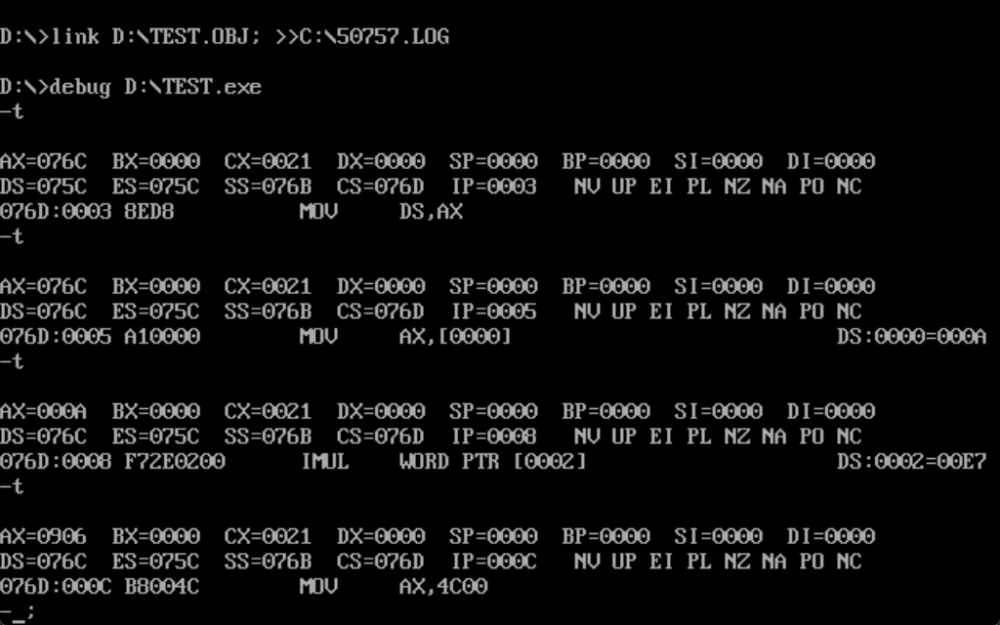 D:\>link D:\TEST.OBJ; >>C:\50757.LOG
D:\>debug D:\TEST.exe
-t
AX=076C  BX=0000  CX=0021  DX=0000  SP=0000  BP=0000  SI=0000  DI=0000
DS=075C  ES=075C  SS=076B  CS=076D  IP=0003   NV UP EI PL NZ NA PO NC
076D:0003 8ED8          MOV     DS,AX
-t
AX=076C  BX=0000  CX=0021  DX=0000  SP=0000  BP=0000  SI=0000  DI=0000
DS=076C  ES=075C  SS=076B  CS=076D  IP=0005   NV UP EI PL NZ NA PO NC
076D:0005 A10000        MOV     AX,[0000]                          DS:0000=000A
-t
AX=000A  BX=0000  CX=0021  DX=0000  SP=0000  BP=0000  SI=0000  DI=0000
DS=076C  ES=075C  SS=076B  CS=076D  IP=0008   NV UP EI PL NZ NA PO NC
076D:0008 F72E0200      IMUL    WORD PTR [0002]                    DS:0002=00E7
-t
AX=0906  BX=0000  CX=0021  DX=0000  SP=0000  BP=0000  SI=0000  DI=0000
DS=076C  ES=075C  SS=076B  CS=076D  IP=000C   NV UP EI PL NZ NA PO NC
076D:000C B8004C        MOV     AX,4C00
-_;